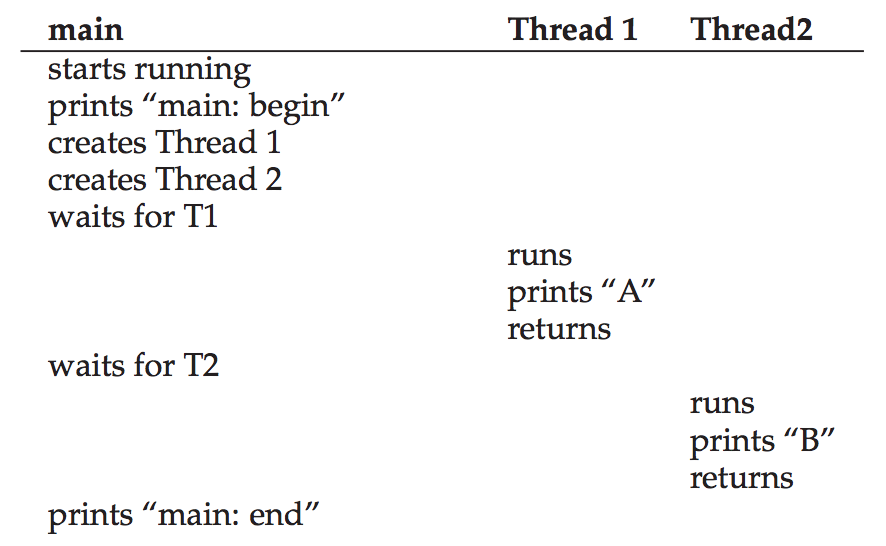 main Thread 1 Thread2
starts running
prints “main: begin”
creates Thread 1
creates Thread 2
waits for T1
runs
prints “A”
returns
waits for T2
runs
prints “B”
returns
prints “main: end”